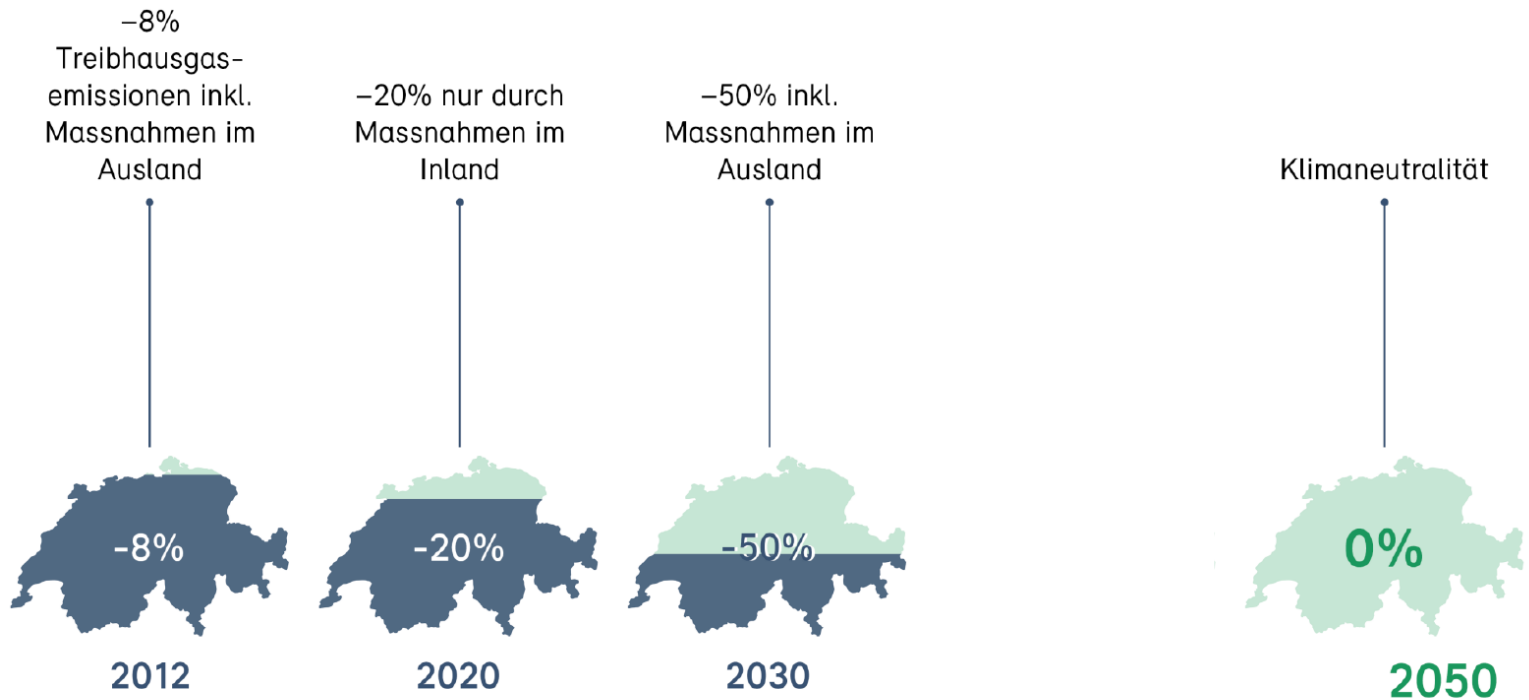 –8%
Treibhausgas-
emissionen inkl.
Massnahmen im
Ausland
–20% nur durch
Massnahmen im
Inland
–50% inkl.
Massnahmen im
Ausland
Klimaneutralität
-8%
-20%
-50%
0%
2012
2020
2030
2050